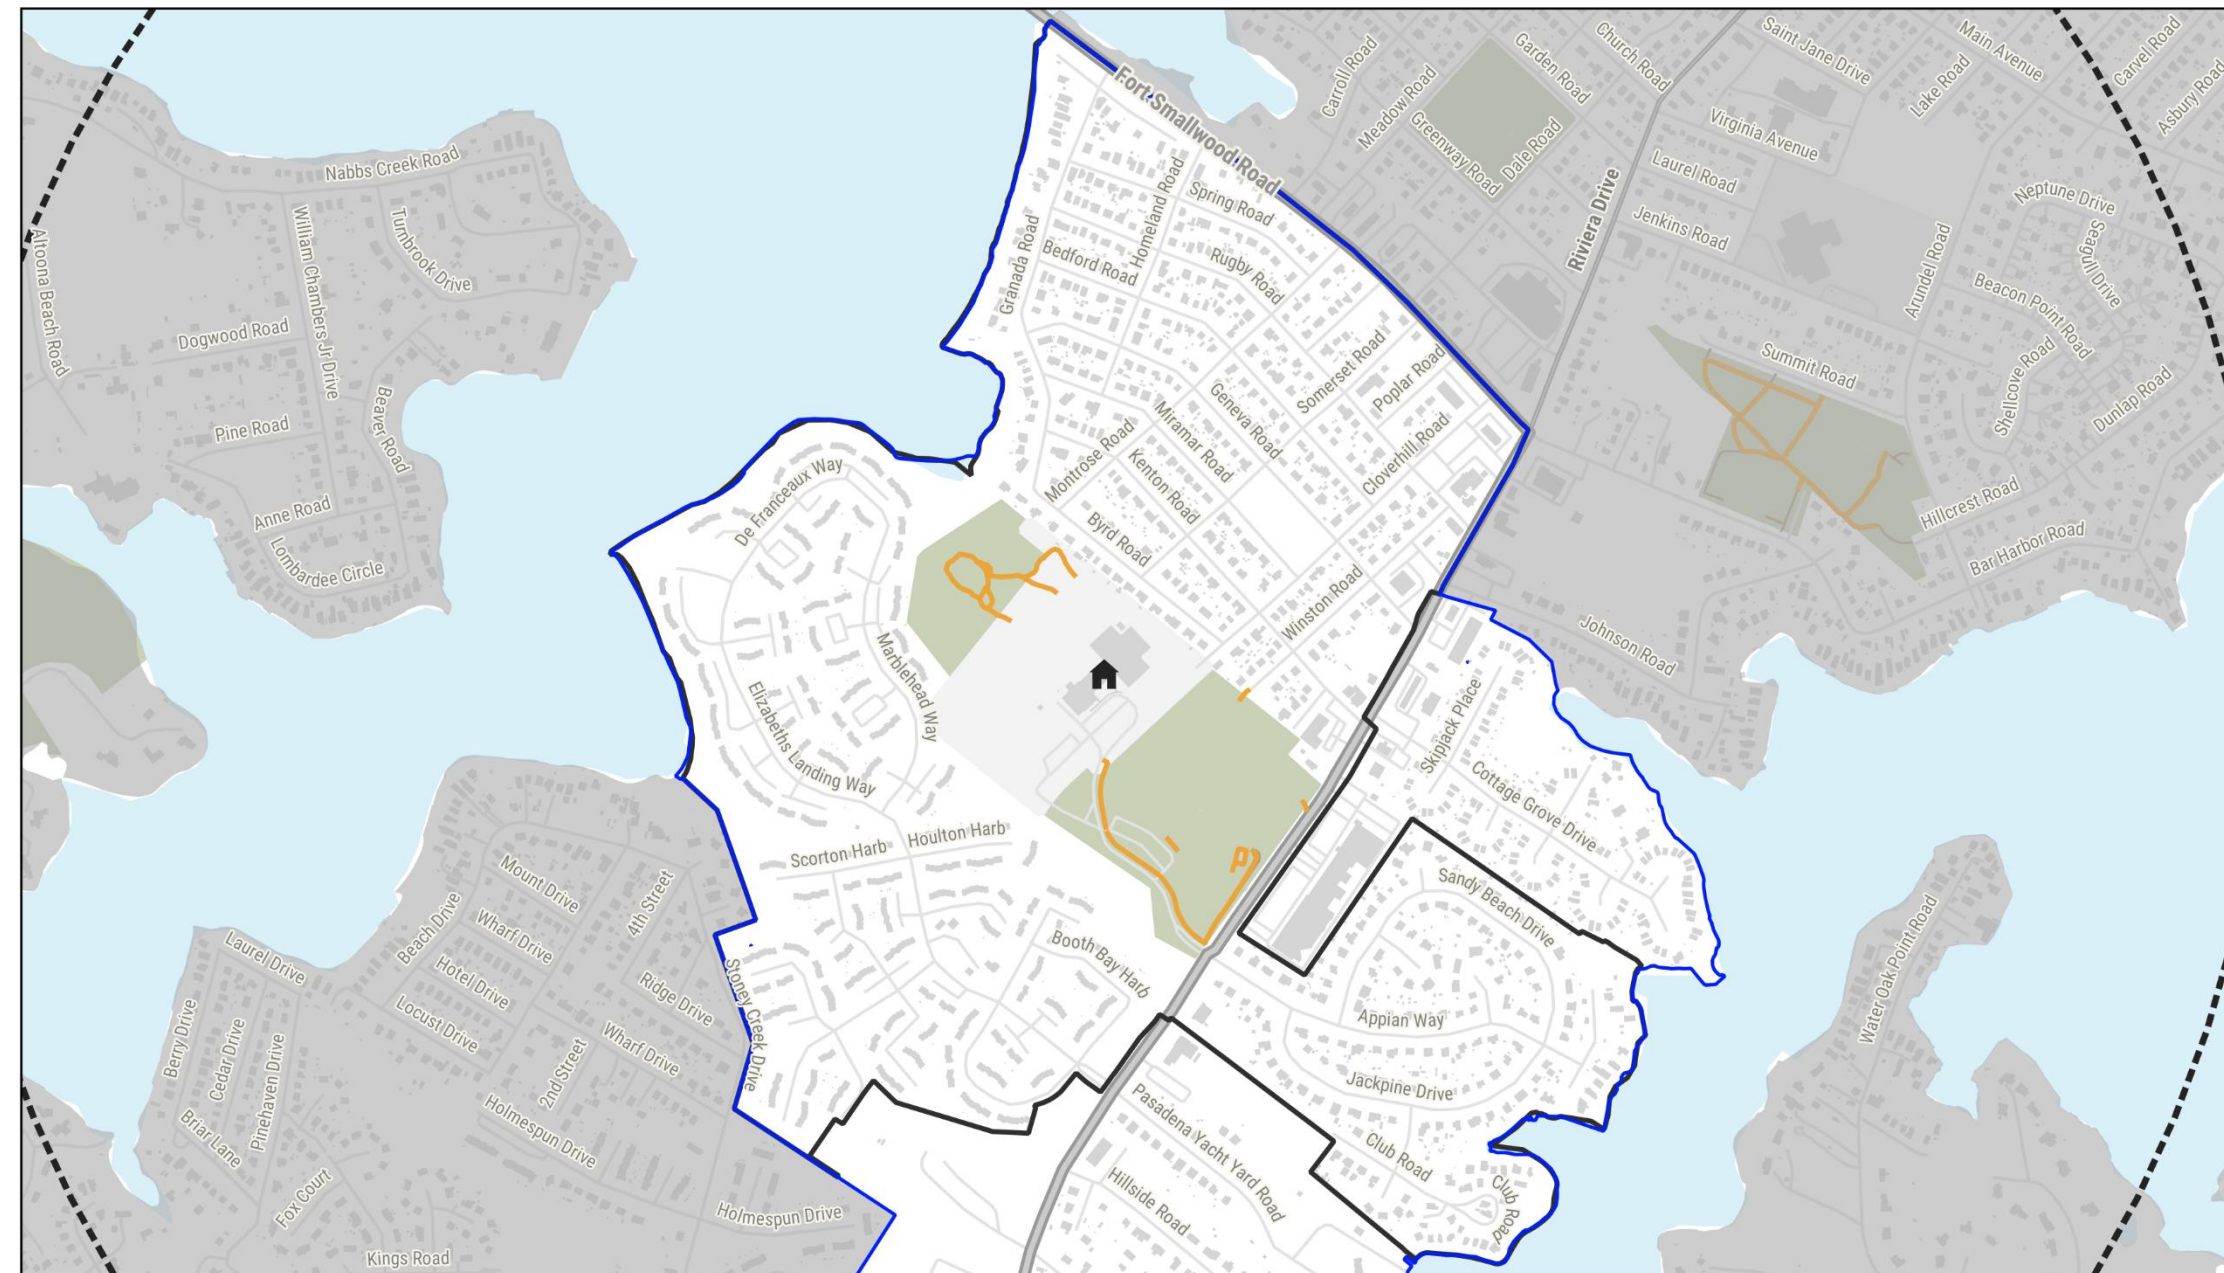 Saint Jane Drive
Main Avenue
Carvel Road
Garden Road
Church Road
Carroll Road
Lake Road
Asbury Road
Meadow Road
Fort Smallwood Road
Greenway Road
Dale Road
Virginia Avenue
Nabbs Creek Road
Laurel Road
Neptune Drive
Spring Road
Homeland Road
Riviera Drive
Jenkins Road
William Chambers Jr Drive
Turnbrook Drive
Altoona Beach Road
Granada Road
Bedford Road
Rugby Road
Arundel Road
Seagull Drive
Beacon Point Road
Dogwood Road
Somerset Road
Poplar Road
Summit Road
Shellcove Road
Dunlap Road
Pine Road
Beaver Road
Geneva Road
Miramar Road
Montrose Road
Kenton Road
Cloverhill Road
De Franceaux Way
Anne Road
Hillcrest Road
Byrd Road
Bar Harbor Road
Lombardee Circle
Winston Road
Johnson Road
Marblehead Way
Elizabeths Landing Way
Skipjack Place
Cottage Grove Drive
Scorton Harb
Houlton Harb
Mount Drive
4th Street
Sandy Beach Drive
Beach Drive
Wharf Drive
Laurel Drive
Hotel Drive
Booth Bay Harb
Water Oak Point Road
Ridge Drive
Stoney Creek Drive
Locust Drive
Appian Way
Berry Drive
Cedar Drive
Pinehaven Drive
Wharf Drive
2nd Street
Jackpine Drive
Briar Lane
Holmespun Drive
Pasadena Yacht Yard Road
Club Road
Club Road
Fox Court
Hillside Road
Holmespun Drive
Kings Road